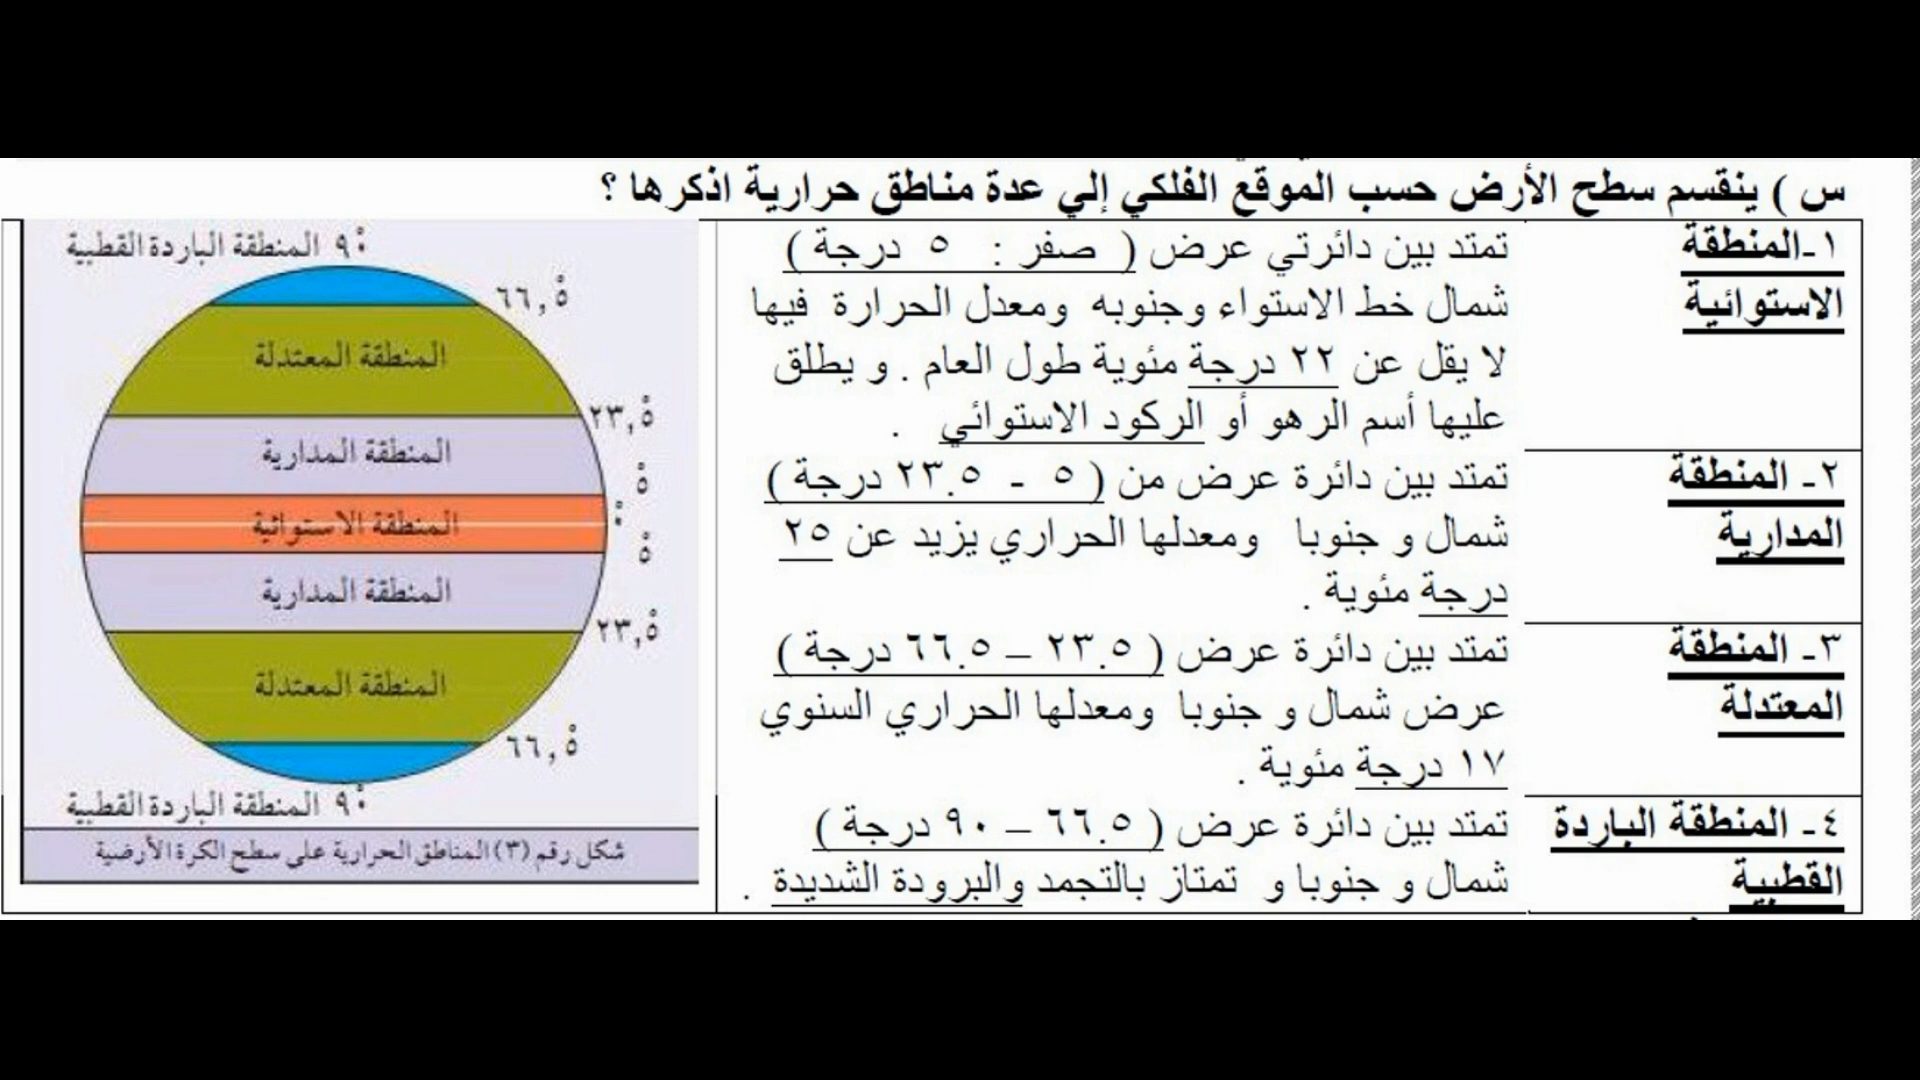 س ) ينقسم سطح الأرض حسب الموقع الفلكي إلي عدة مناطق حرارية اذكرها ؟
١-المنطقة
الاستوائية
تمتد بين دائرتي عرض ( صفر : ٥ درجة )
شمال خط الاستواء وجنوبه ومعدل الحرارة فيها
لا يقل عن ٢٢ درجة مئوية طول العام . و يطلق
عليها أسم الرهو أو الركود الاستوائي .
٢- المنطقة
المدارية
تمتد بين دائرة عرض من ( ٥ - ٢٣.٥ درجة )
شمال و جنوبا ومعدلها الحراري يزيد عن ٢٥
درجة مئوية .
٣- المنطقة
المعتدلة
تمتد بين دائرة عرض ( ٢٣.٥ – ٦٦.٥ درجة )
عرض شمال و جنوبا ومعدلها الحراري السنوي
١٧ درجة مئوية .
٤- المنطقة الباردة
القطبية
تمتد بين دائرة عرض ( ٦٦.٥ – ٩٠ درجة )
شمال و جنوبا و تمتاز بالتجمد والبرودة الشديدة .
٩٠° المنطقة الباردة القطبية
٦٦,٥°
المنطقة المعتدلة
٢٣,٥°
المنطقة المدارية
٥°
المنطقة الاستوائية
٠°
٥°
المنطقة المدارية
٢٣,٥°
المنطقة المعتدلة
٦٦,٥°
٩٠° المنطقة الباردة القطبية
شكل رقم (٣) المناطق الحرارية على سطح الكرة الأرضية